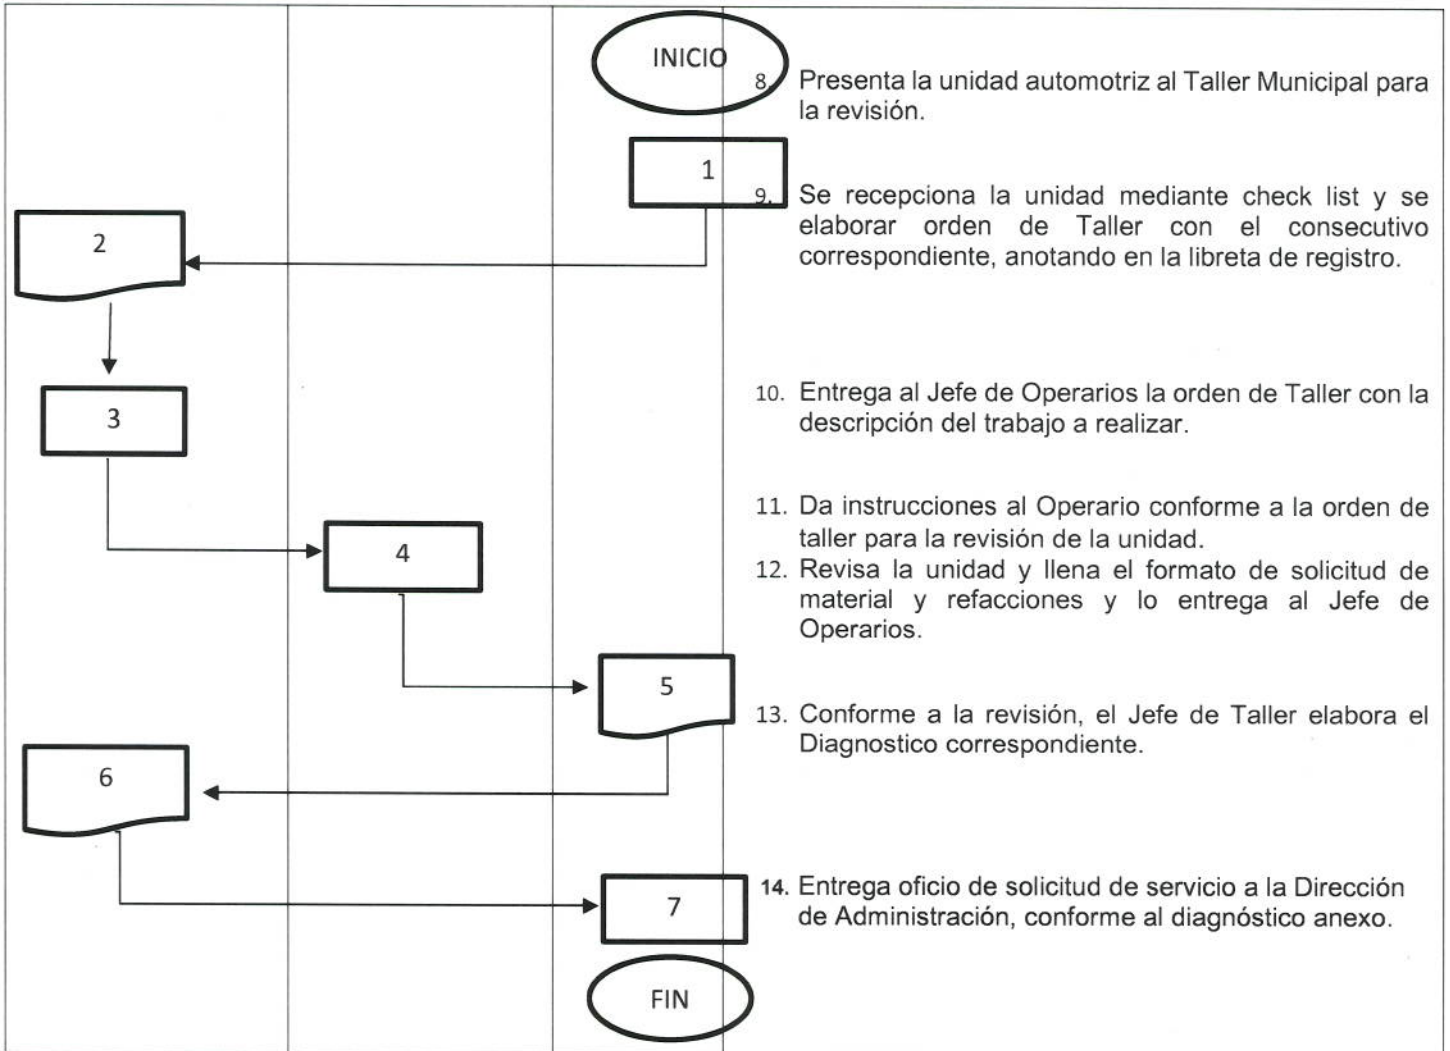 INICIO
8. Presenta la unidad automotriz al Taller Municipal para
la revisión.
1
9. Se recepciona la unidad mediante check list y se
elaborar orden de Taller con el consecutivo
correspondiente, anotando en la libreta de registro.
2
3
10. Entrega al Jefe de Operarios la orden de Taller con la
descripción del trabajo a realizar.
11. Da instrucciones al Operario conforme a la orden de
taller para la revisión de la unidad.
4
12. Revisa la unidad y llena el formato de solicitud de
material y refacciones y lo entrega al Jefe de
Operarios.
5
13. Conforme a la revisión, el Jefe de Taller elabora el
Diagnostico correspondiente.
6
14. Entrega oficio de solicitud de servicio a la Dirección
de Administración, conforme al diagnóstico anexo.
7
FIN